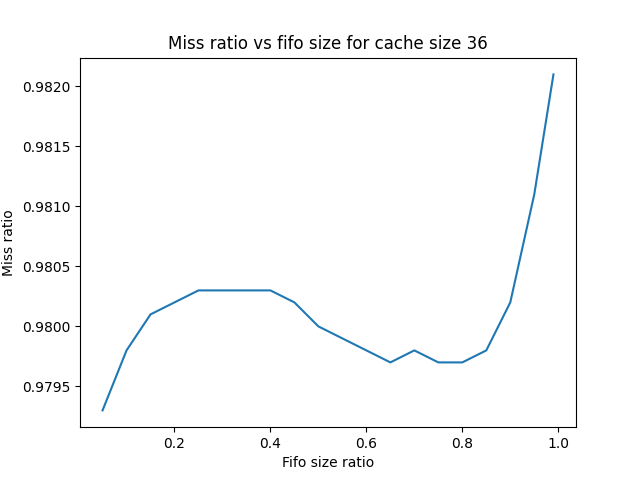 Miss ratio vs fifo size for cache size 36
0.9820
0.9815
0.9810
0.9805
0.9800
0.9795
Miss ratio
0.2 0.4 0.6 0.8 1.0
Fifo size ratio